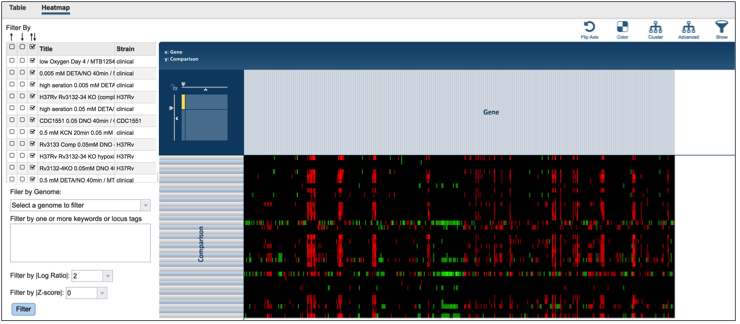 Table Heatmap
Filter By
Flip Axis Color Cluster Advanced Show
Title Strain
low Oxygen Day 4 / MTB1254 clinical
0.005 mM DETA/NO 40min / M clinical
high aeration 0.005 mM DETA clinical
H37Rv Rv3132-34 KO (compl H37Rv
high aeration 0.05 mM DETA/ clinical
CDC1551 0.05 DNO 40min / C CDC1551
0.5 mM KCN 20min 0.05 mM clinical
Rv3133 Comp 0.05mM DNO H37Rv
H37Rv Rv3132-34 KO hypoxi H37Rv
Rv3132-4KO 0.05mM DNO 40 H37Rv
0.5 mM DETA/NO 40min / MT clinical
x: Gene
y: Comparison
Gene
Comparison
Filer by Genome:
Select a genome to filter
Filter by one or more keywords or locus tags
Filter by |Log Ratio|: 2
Filter by |Z-score|: 0
Filter